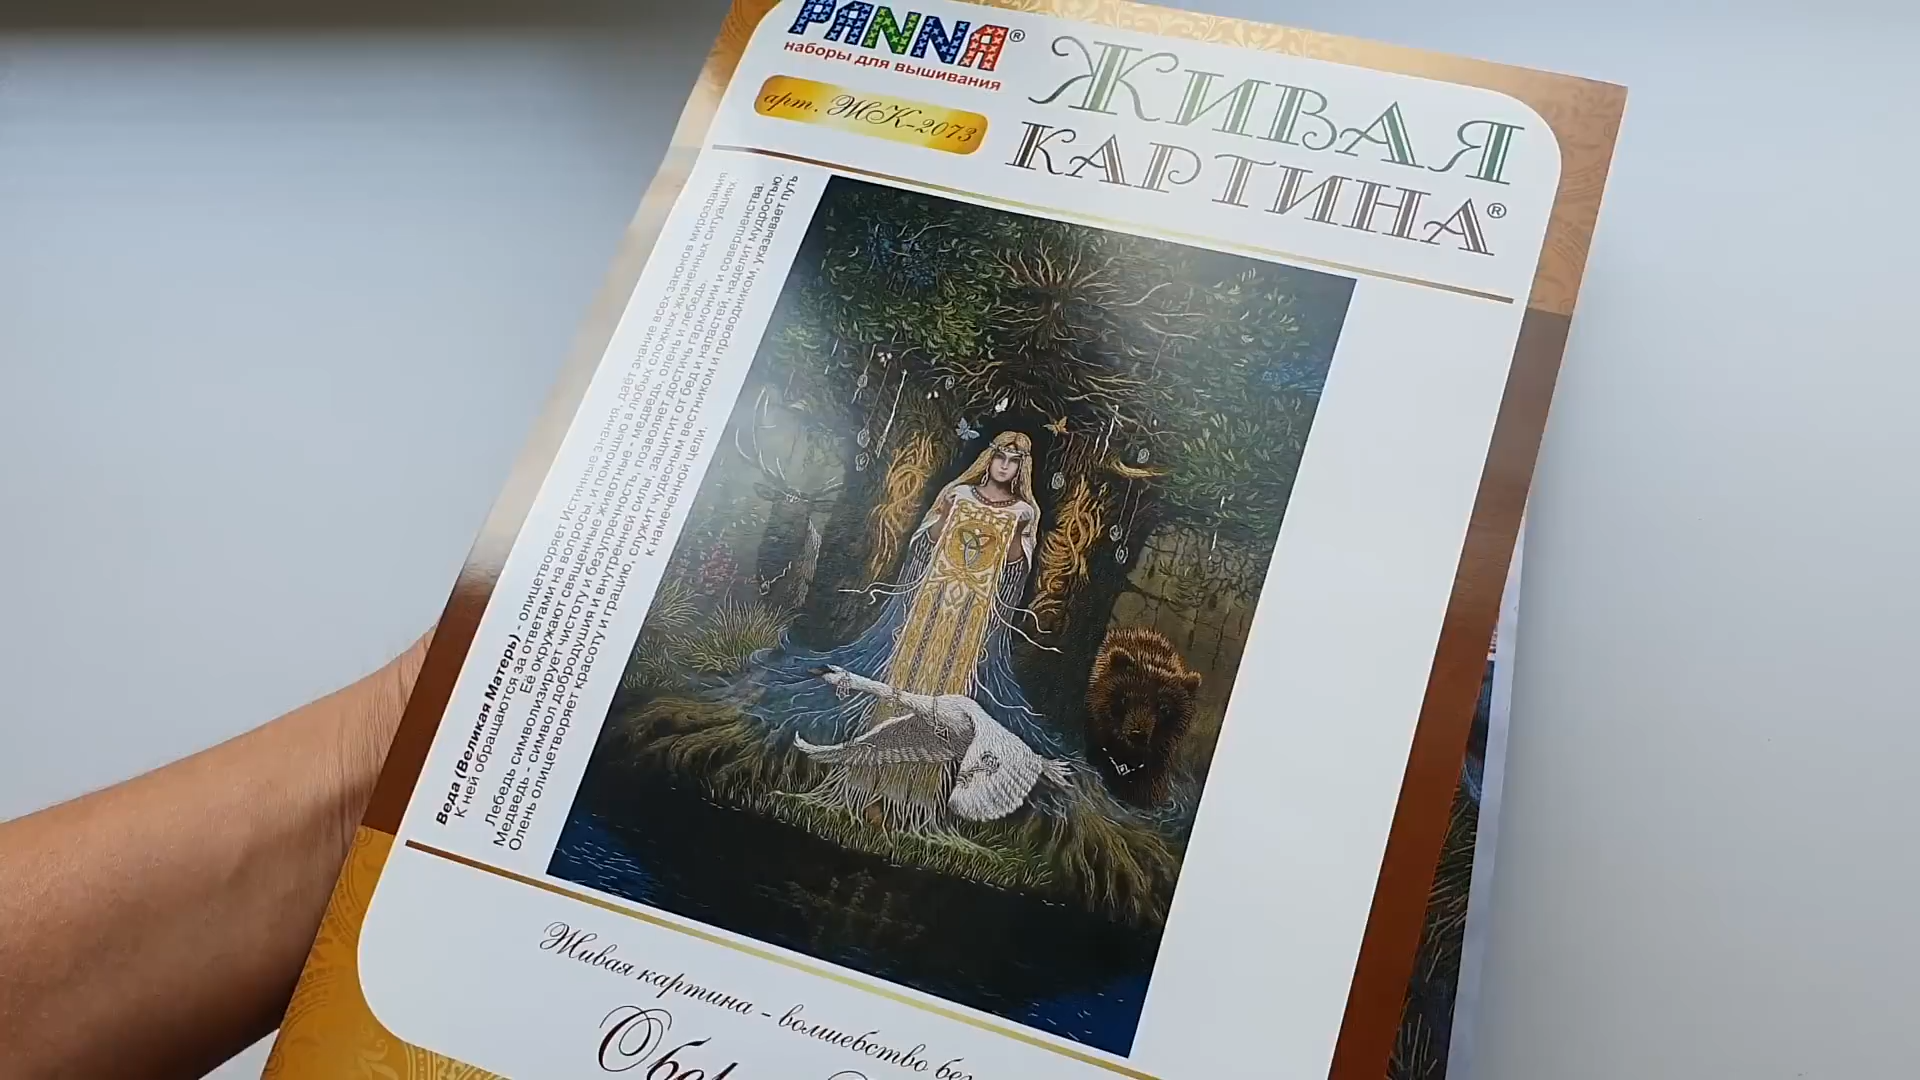 PANNA®
наборы для вышивания
арт. ЖК-2073
ЖИВАЯ
КАРТИНА®
Веда (Великая Матерь) - олицетворяет Истинные знания, даёт знание всех законов мироздания
К ней обращаются за ответами на вопросы, и помощью в любых сложных жизненных ситуациях.
Её окружают священные животные - медведь, олень и лебедь.
Лебедь символизирует чистоту и безупречность, позволяет достичь гармонии и совершенства.
Медведь - символ добродушия и внутренней силы, защитит от бед и напастей, наделит мудростью.
Олень олицетворяет красоту и грацию, служит чудесным вестником и проводником, указывает путь
к намеченной цели.
Живая картина - волшебство